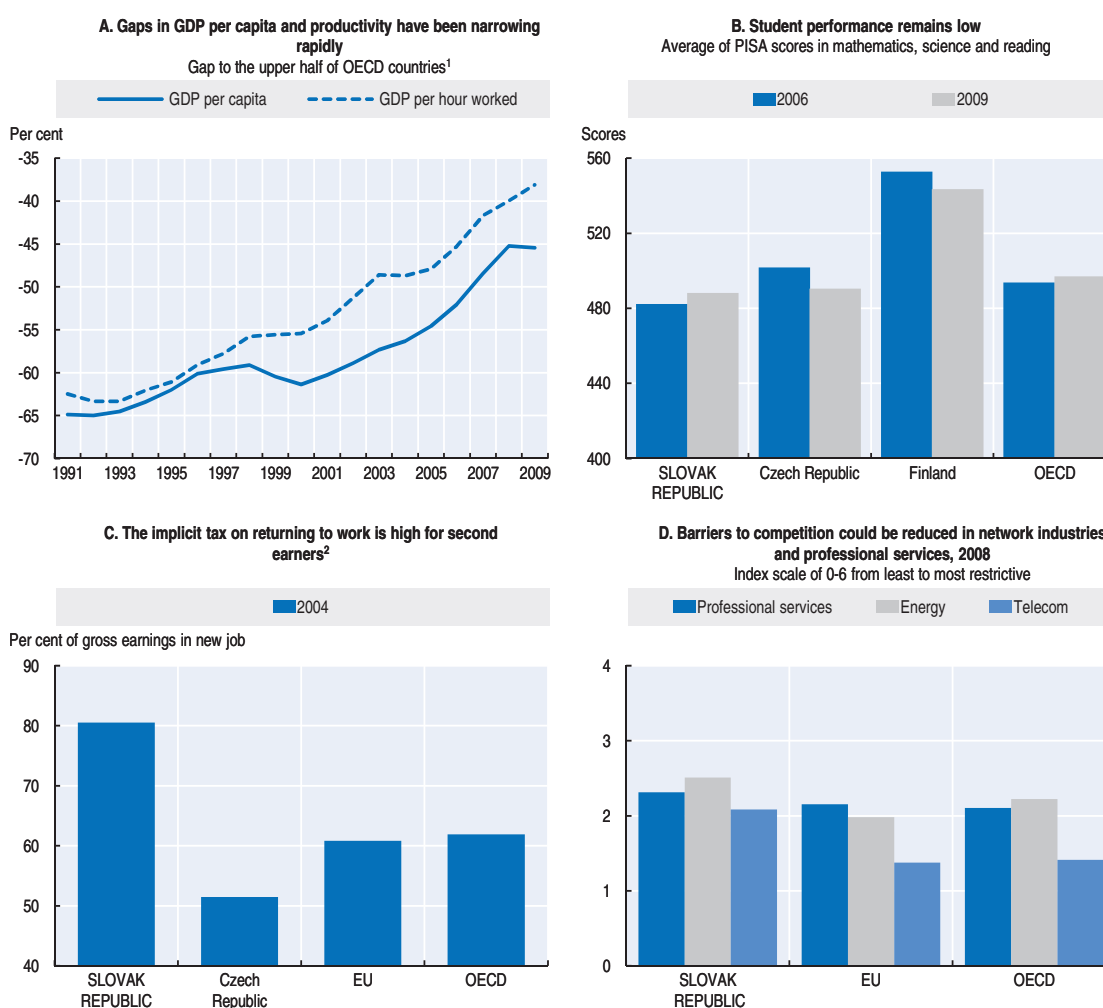 A. Gaps in GDP per capita and productivity have been narrowing
rapidly
Gap to the upper half of OECD countries¹
GDP per capita
GDP per hour worked
Per cent
-35
-40
-45
-50
-55
-60
-65
-70
1991 1993 1995 1997 1999 2001 2003 2005 2007 2009
B. Student performance remains low
Average of PISA scores in mathematics, science and reading
2006
2009
Scores
560
520
480
440
400
SLOVAK REPUBLIC
Czech Republic
Finland
OECD
C. The implicit tax on returning to work is high for second
earners²
2004
Per cent of gross earnings in new job
90
80
70
60
50
40
SLOVAK REPUBLIC
Czech Republic
EU
OECD
D. Barriers to competition could be reduced in network industries
and professional services, 2008
Index scale of 0-6 from least to most restrictive
Professional services
Energy
Telecom
4
3
2
1
0
SLOVAK REPUBLIC
EU
OECD